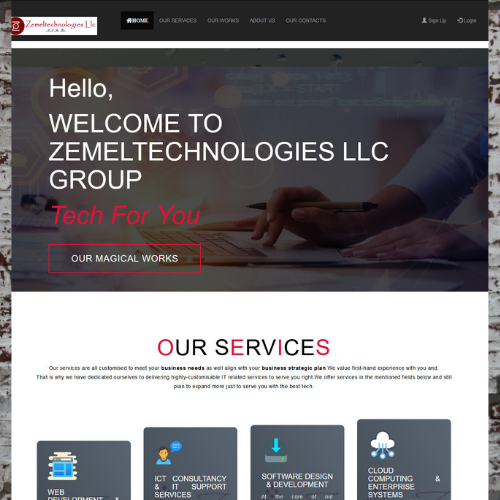 Zemeltechnologies Llc
HOME OUR SERVICES OUR WORKS ABOUT US OUR CONTACTS Sign Up Login
Hello,
WELCOME TO
ZEMELTECHNOLOGIES LLC
GROUP
Tech For You
OUR MAGICAL WORKS
OUR SERVICES
Our services are all customised to meet your business needs as well align with your business strategic plan.We value first-hand experience with you and.
That is why we have dedicated ourselves to delivering highly-customisable IT related services to serve you right.We offer services in the mentioned fields below and still
plan to expand more just to serve you with the best tech.
WEB
DEVELOPMENT &
ICT CONSULTANCY
& IT SUPPORT
SERVICES
SOFTWARE DESIGN
& DEVELOPMENT
At the core of our
CLOUD
COMPUTING &
ENTERPRISE
SYSTEMS